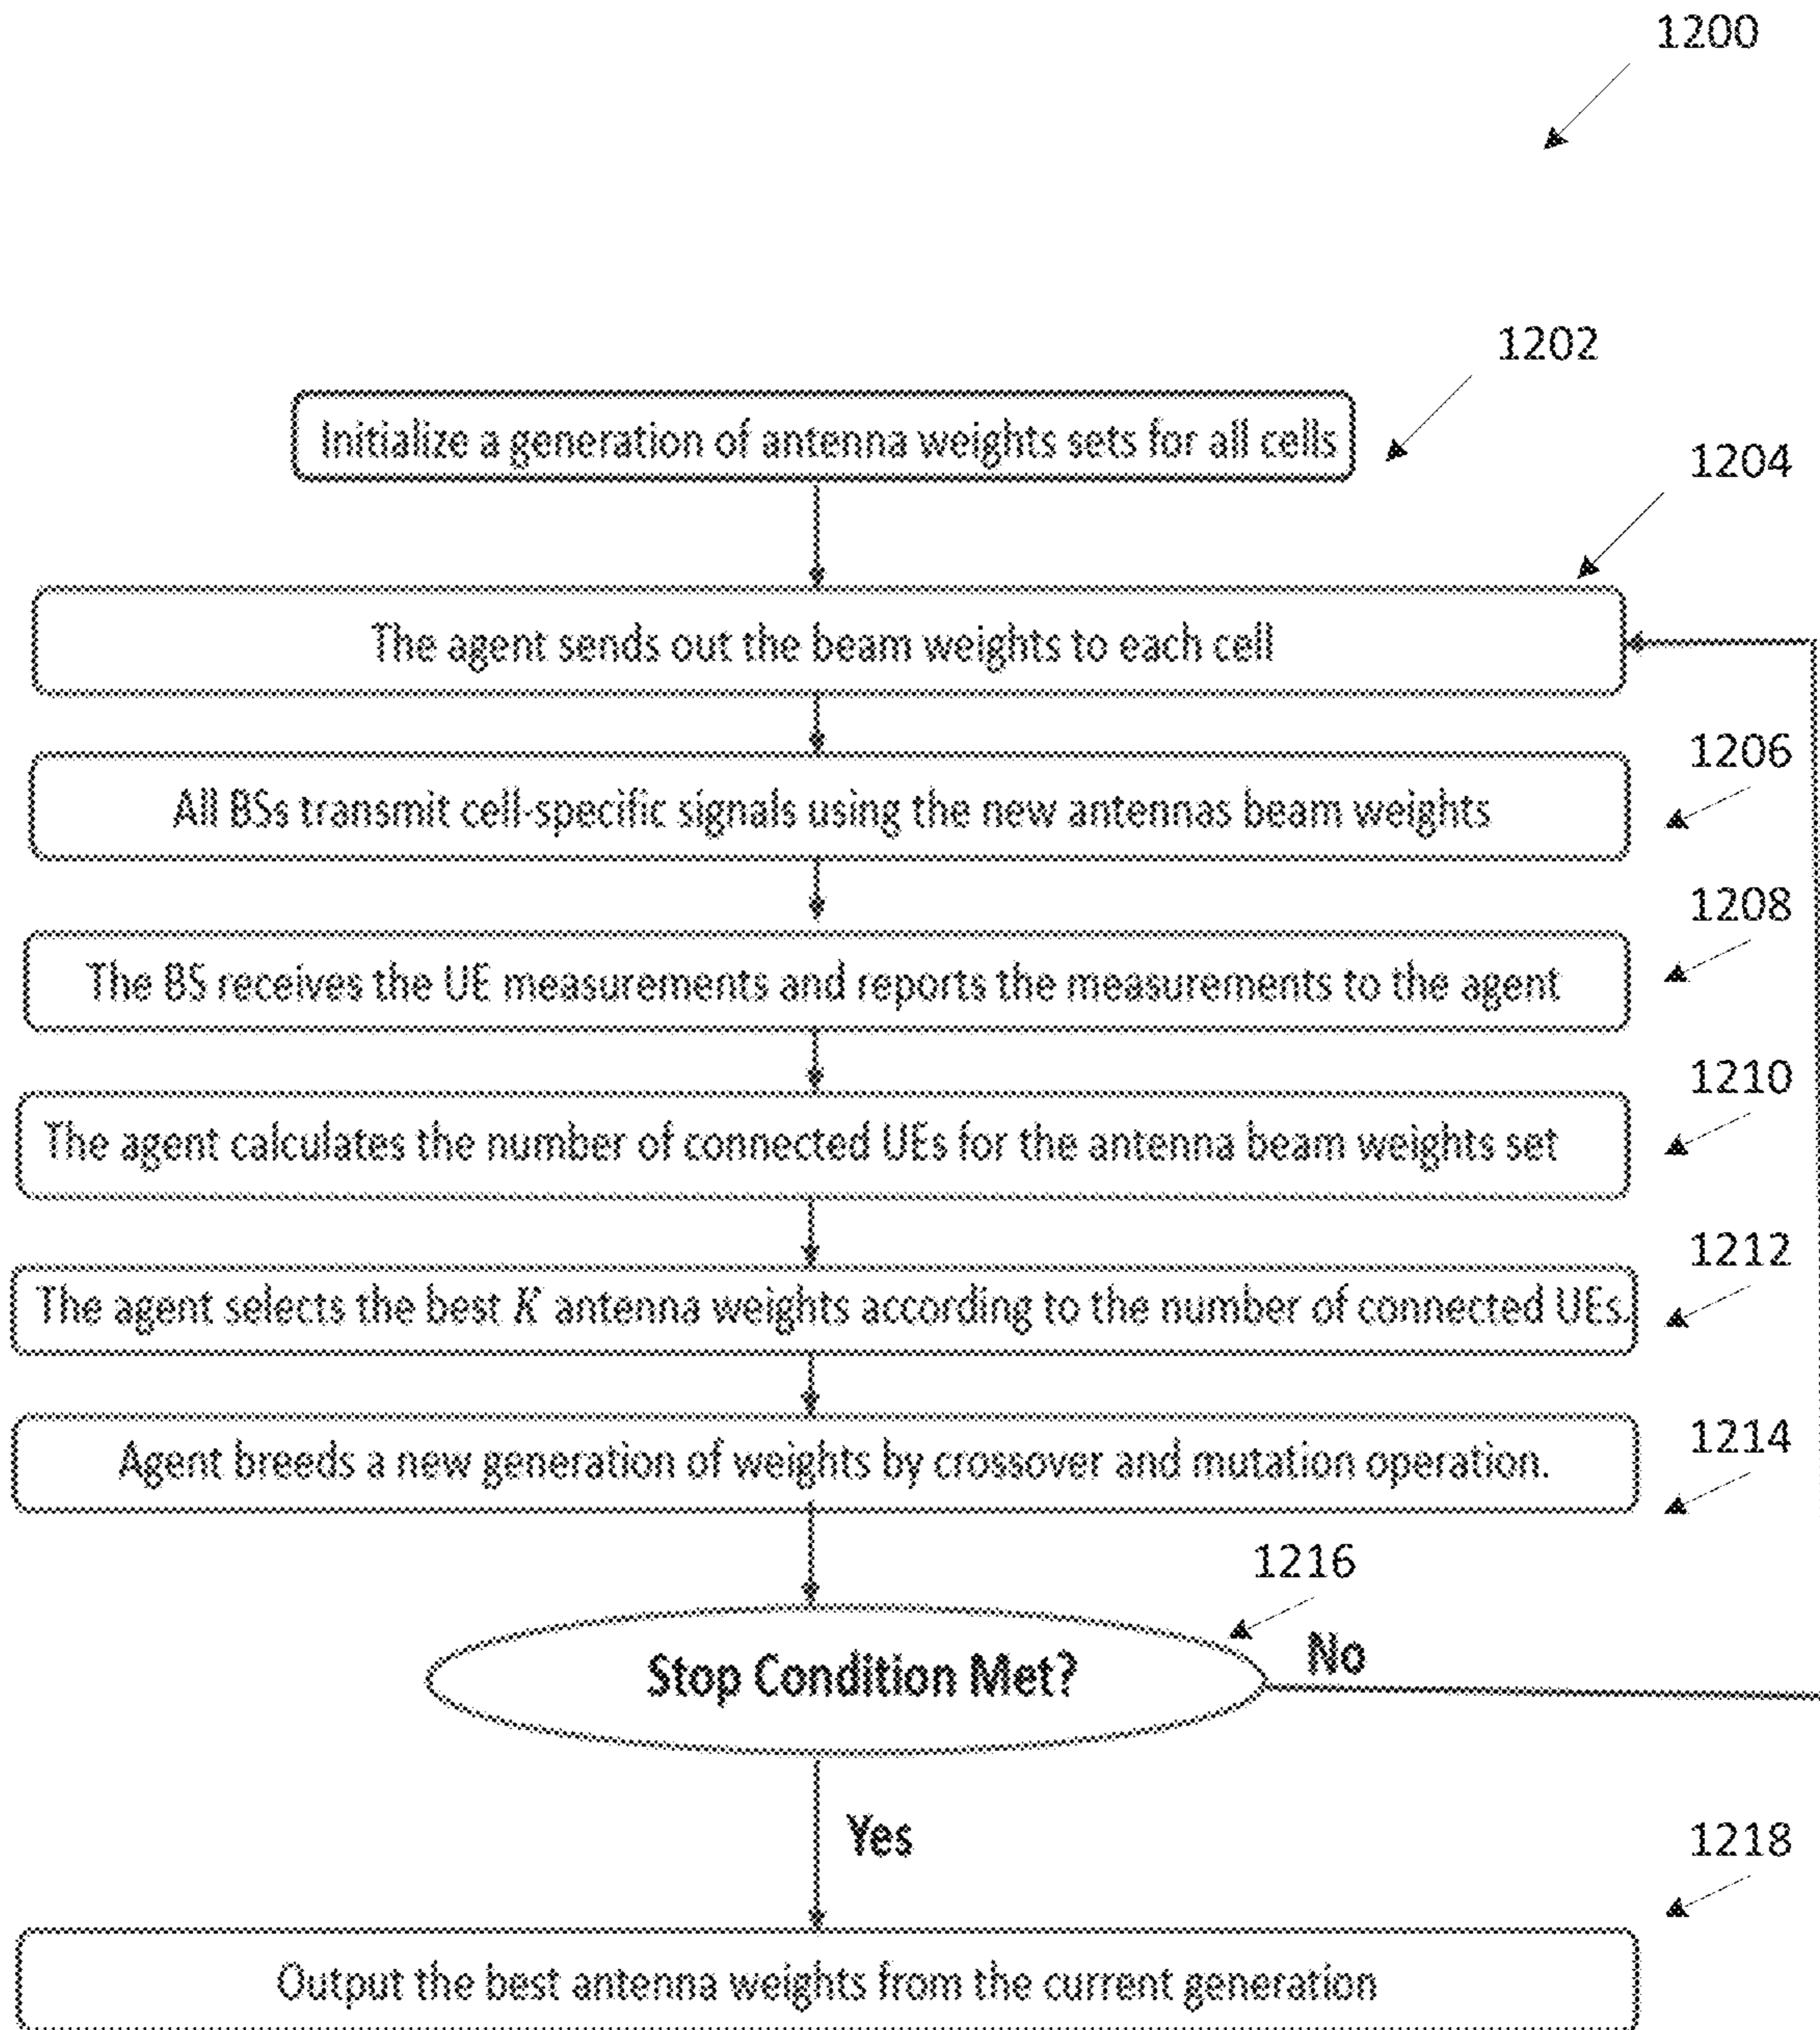 1200
1202
Initialize a generation of antenna weights sets for all cells
1204
The agent sends out the beam weights to each cell
1206
All BSs transmit cell-specific signals using the new antennas beam weights
1208
The BS receives the UE measurements and reports the measurements to the agent
1210
The agent calculates the number of connected UEs for the antenna beam weights set
1212
The agent selects the best K antenna weights according to the number of connected UEs.
1214
Agent breeds a new generation of weights by crossover and mutation operation.
1216
Stop Condition Met?
No
Yes
1218
Output the best antenna weights from the current generation